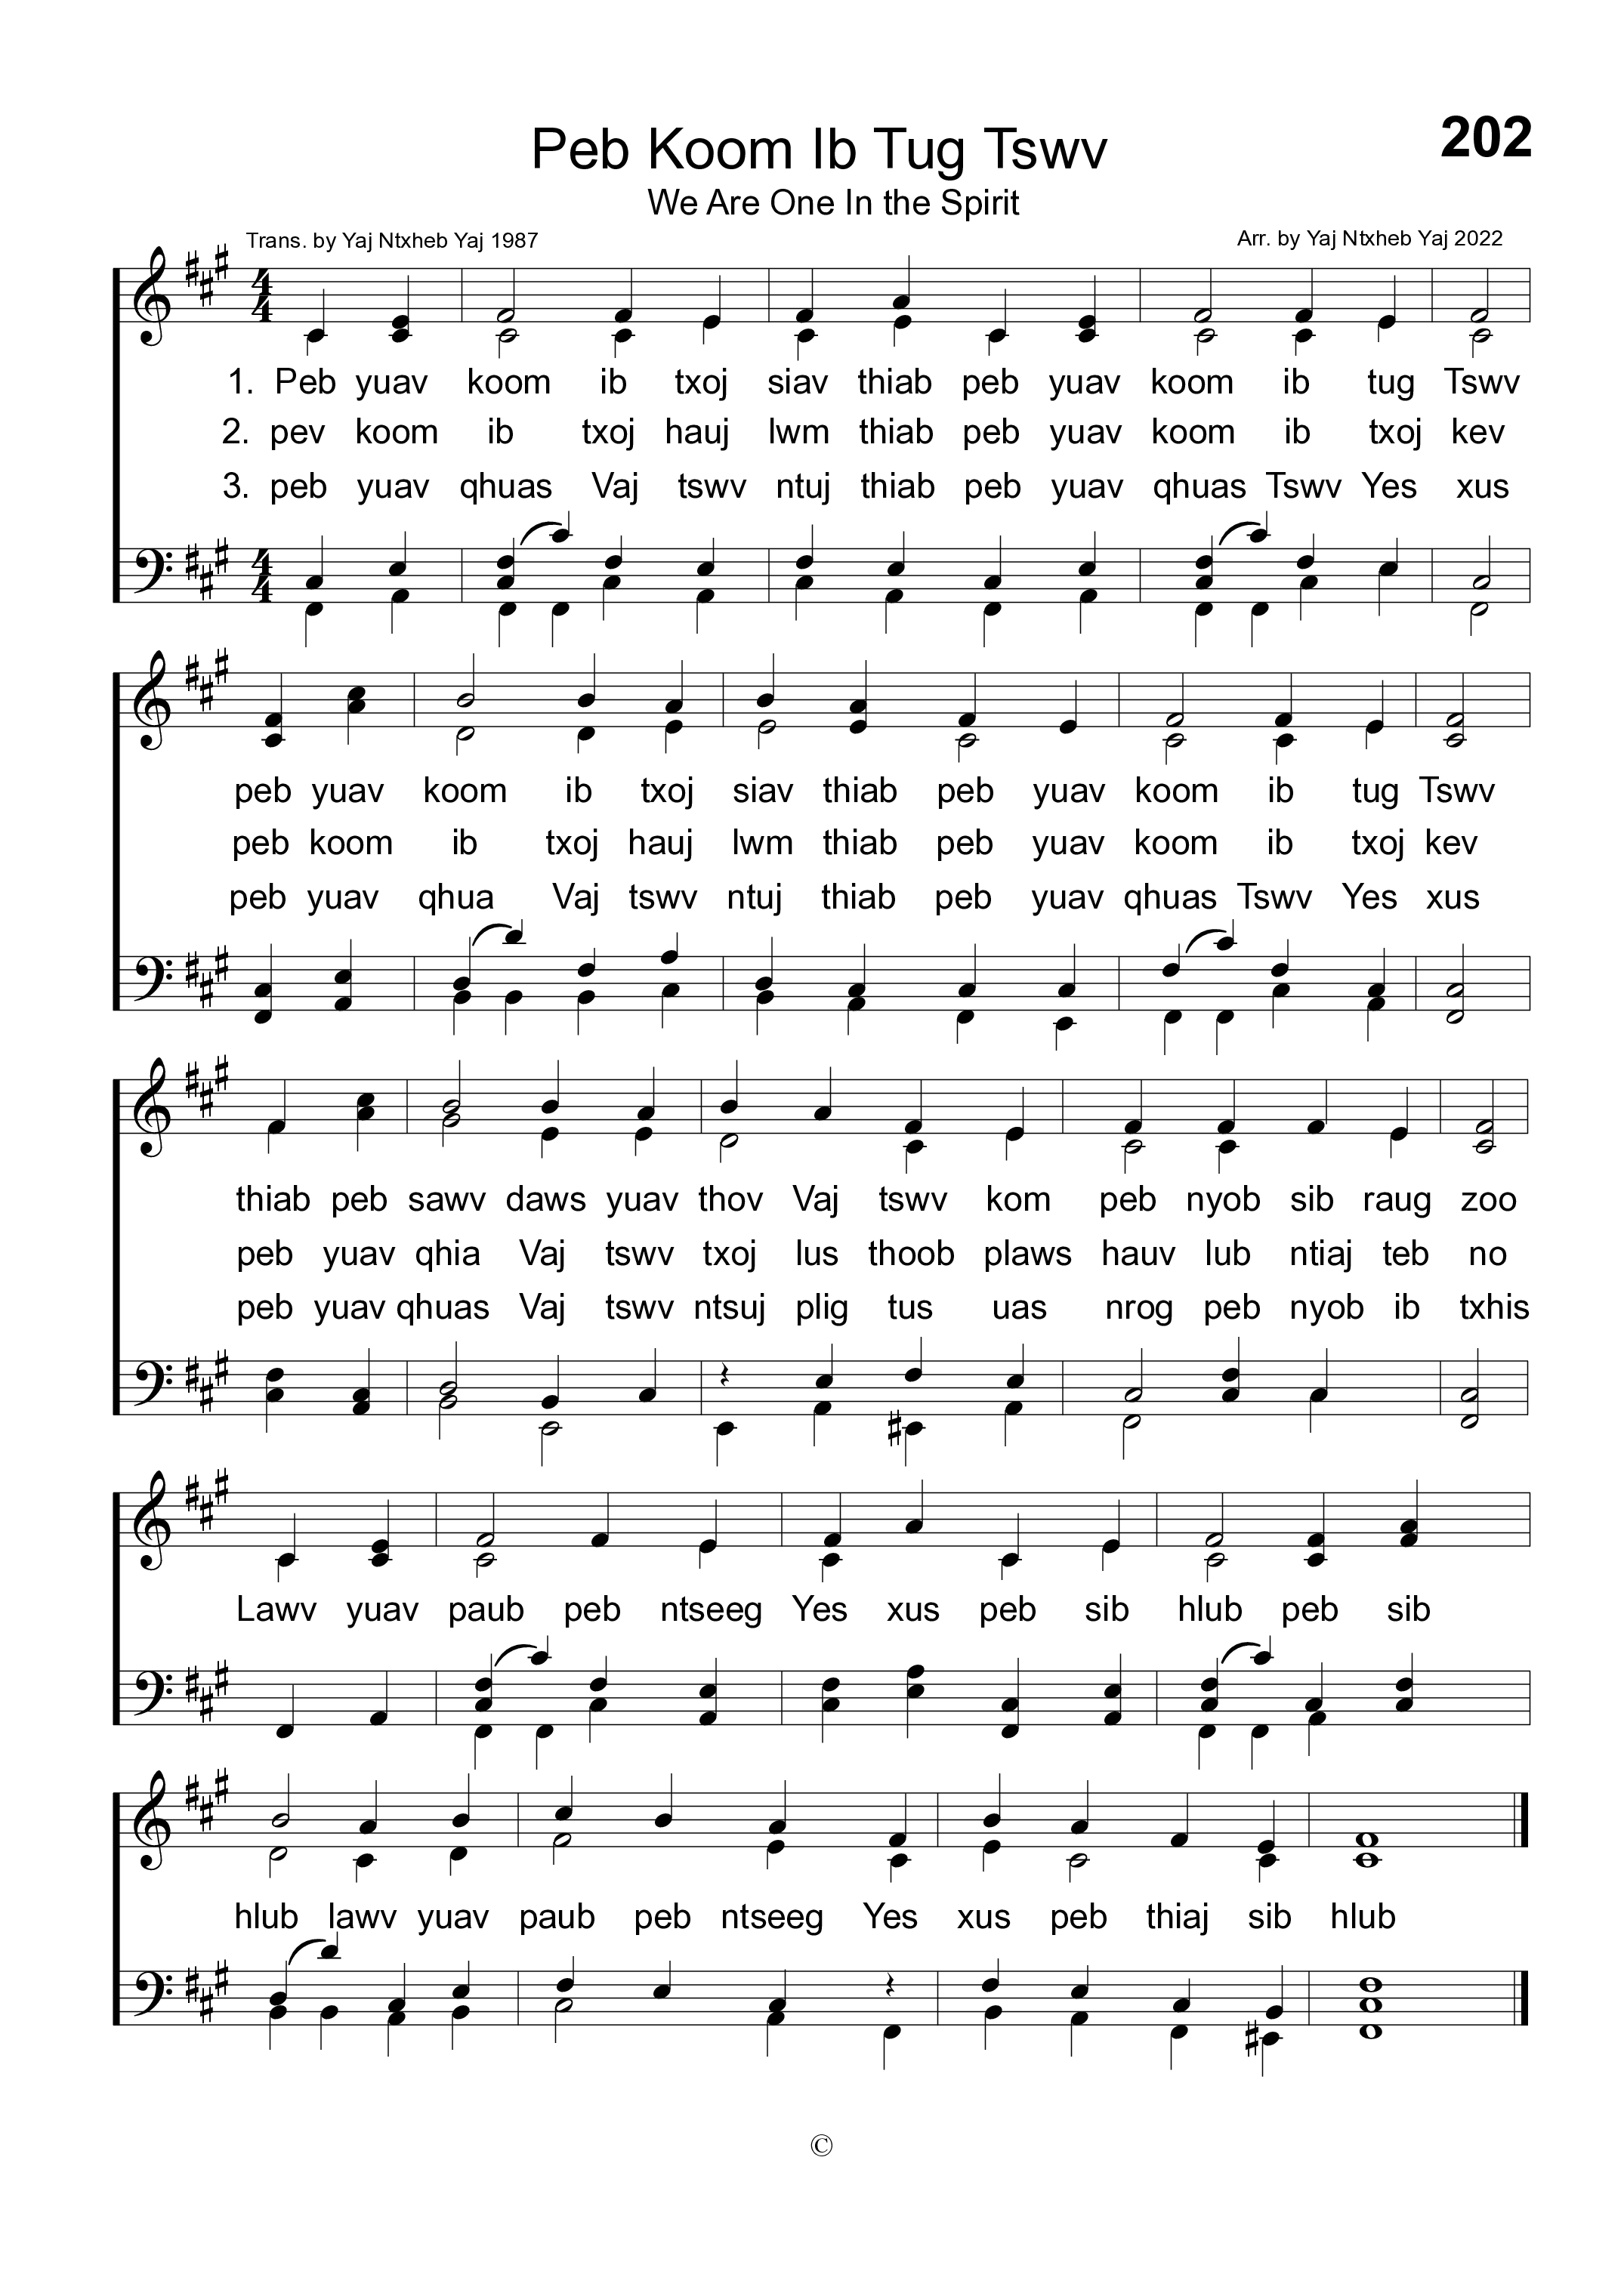 202
Peb Koom Ib Tug Tswv
We Are One In the Spirit
Trans. by Yaj Ntxheb Yaj 1987
Arr. by Yaj Ntxheb Yaj 2022
1. Peb yuav koom ib txoj siav thiab peb yuav koom ib tug Tswv
2. pev koom ib txoj hauj lwm thiab peb yuav koom ib txoj kev
3. peb yuav qhuas Vaj tswv ntuj thiab peb yuav qhuas Tswv Yes xus
peb yuav koom ib txoj siav thiab peb yuav koom ib tug Tswv
peb koom ib txoj hauj lwm thiab peb yuav koom ib txoj kev
peb yuav qhua Vaj tswv ntuj thiab peb yuav qhuas Tswv Yes xus
thiab peb sawv daws yuav thov Vaj tswv kom peb nyob sib raug zoo
peb yuav qhia Vaj tswv txoj lus thoob plaws hauv lub ntiaj teb no
peb yuav qhuas Vaj tswv ntsuj plig tus uas nrog peb nyob ib txhis
Lawv yuav paub peb ntseeg Yes xus peb sib hlub peb sib
hlub lawv yuav paub peb ntseeg Yes xus peb thiaj sib hlub
©